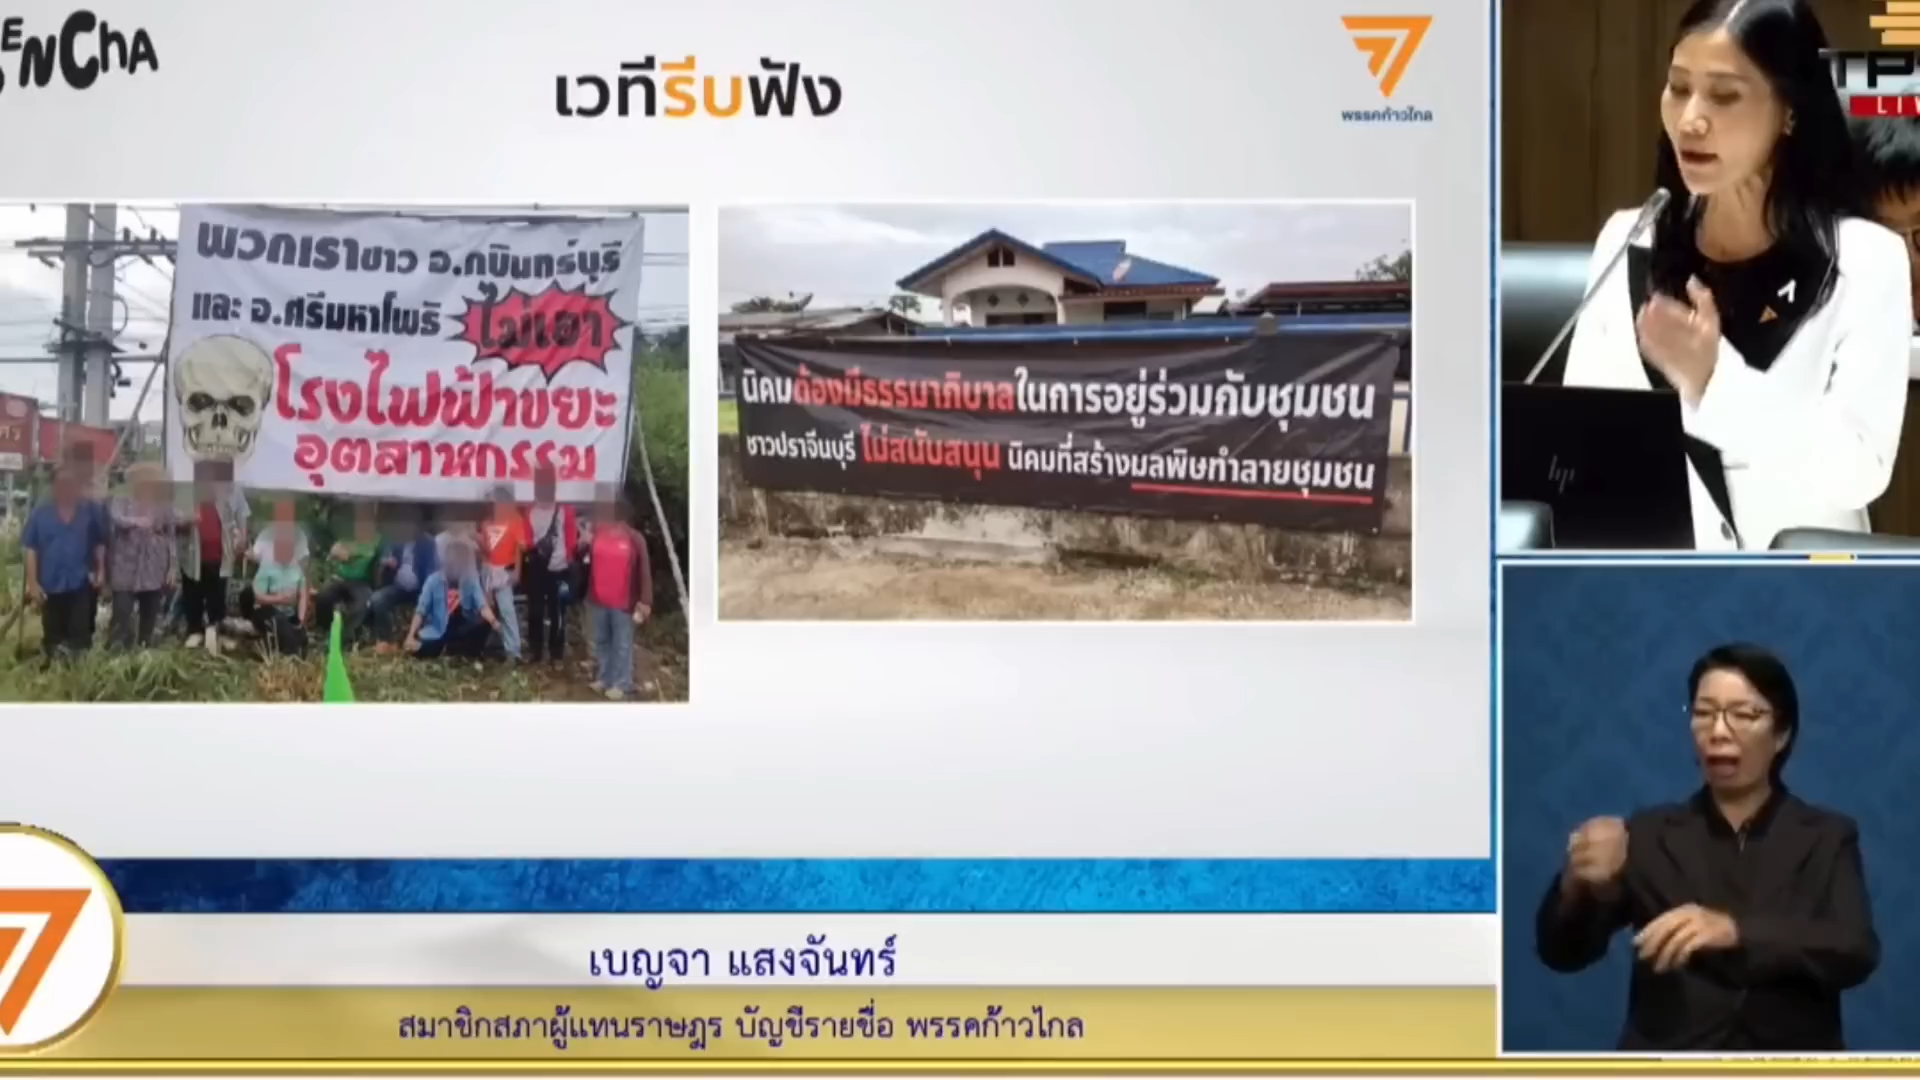 ENChA
เวทีรีบฟัง
พรรคก้าวไกล
TP
LIV
พวกเราชาว อ.กบินทร์บุรี
และ อ.ศรีมหาโพธิ ไม่เอา
โรงไฟฟ้าขยะ
อุตสาหกรรม
นิคมต้องมีธรรมาภิบาลในการอยู่ร่วมกับชุมชน
ชาวปราจีนบุรี ไม่สนับสนุน นิคมที่สร้างมลพิษทำลายชุมชน
hp
เบญจา แสงจันทร์
สมาชิกสภาผู้แทนราษฎร บัญชีรายชื่อ พรรคก้าวไกล